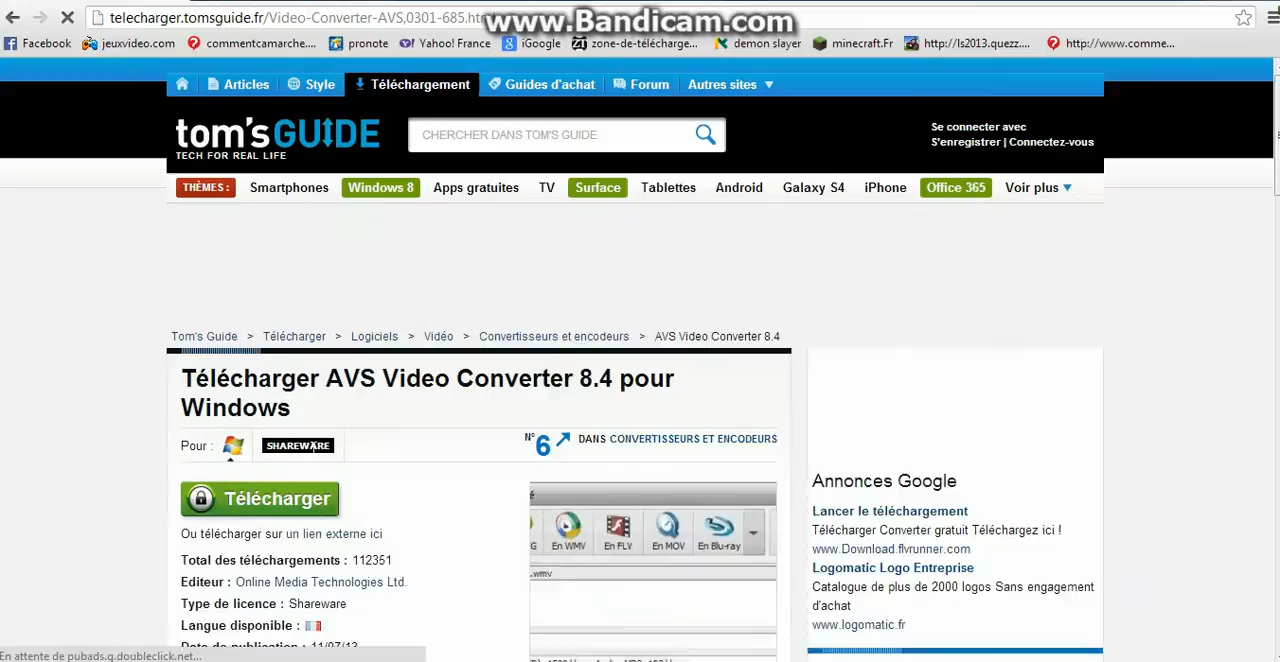 telecharger.tomsguide.fr/Video-Converter-AVS,0301-685.ht
www.Bandicam.com
Facebook jeuxvideo.com commentcamarche.... pronote Yahoo! France iGoogle zone-de-télécharge... demon slayer minecraft.Fr http://ls2013.quezz.... http://www.comme...
Articles Style Téléchargement Guides d'achat Forum Autres sites
tom's GUIDE
TECH FOR REAL LIFE
CHERCHER DANS TOM'S GUIDE
Se connecter avec
S'enregistrer | Connectez-vous
THÈMES : Smartphones Windows 8 Apps gratuites TV Surface Tablettes Android Galaxy S4 iPhone Office 365 Voir plus
Tom's Guide > Télécharger > Logiciels > Vidéo > Convertisseurs et encodeurs > AVS Video Converter 8.4
Télécharger AVS Video Converter 8.4 pour
Windows
Pour : SHAREWARE N° 6 DANS CONVERTISSEURS ET ENCODEURS
Télécharger
Ou télécharger sur un lien externe ici
Total des téléchargements : 112351
Editeur : Online Media Technologies Ltd.
Type de licence : Shareware
Langue disponible :
Date de publication : 11/07/13
En WMV En FLV En MOV En Blu-ray
.wmv
Annonces Google
Lancer le téléchargement
Télécharger Converter gratuit Téléchargez ici !
www.Download.flvrunner.com
Logomatic Logo Entreprise
Catalogue de plus de 2000 logos Sans engagement
d'achat
www.logomatic.fr
En attente de pubads.g.doubleclick.net...